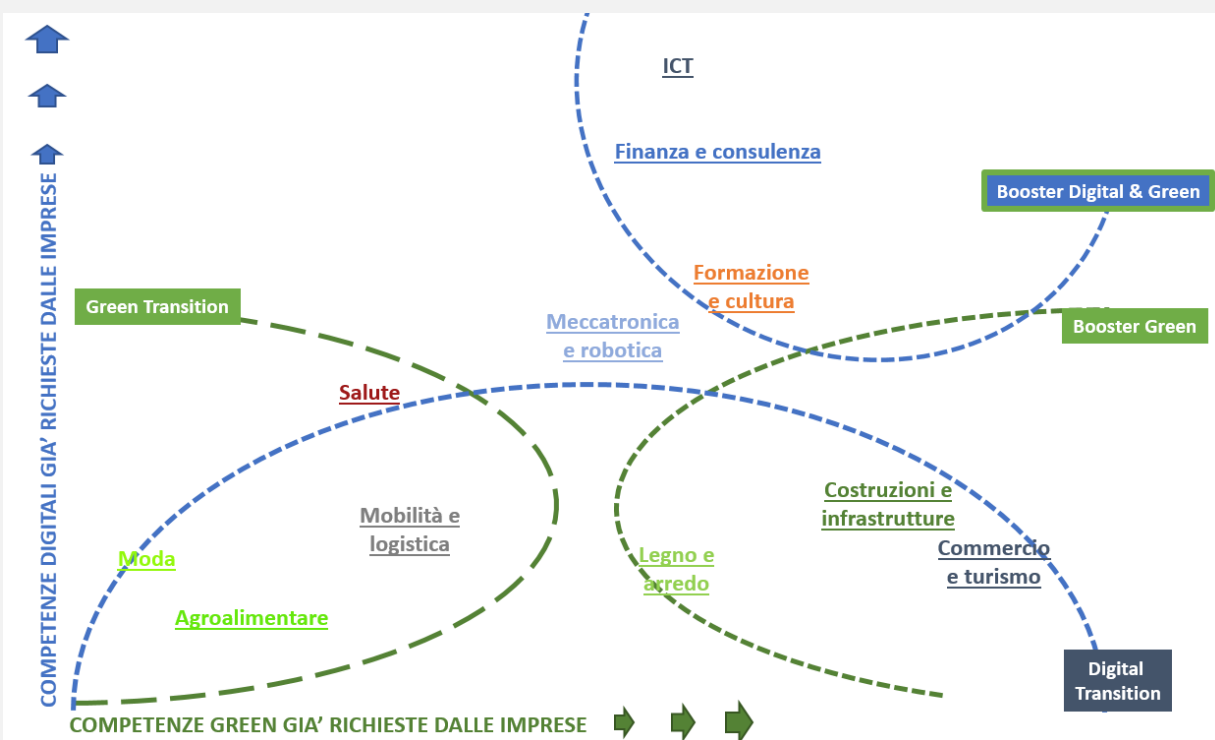 ICT
Finanza e consulenza
Booster Digital & Green
Formazione
e cultura
Green Transition
Meccatronica
e robotica
Booster Green
Salute
Costruzioni e
infrastrutture
Mobilità e
logistica
Commercio
e turismo
Moda
Legno e
arredo
Agroalimentare
Digital
Transition
COMPETENZE DIGITALI GIA’ RICHIESTE DALLE IMPRESE
COMPETENZE GREEN GIA’ RICHIESTE DALLE IMPRESE